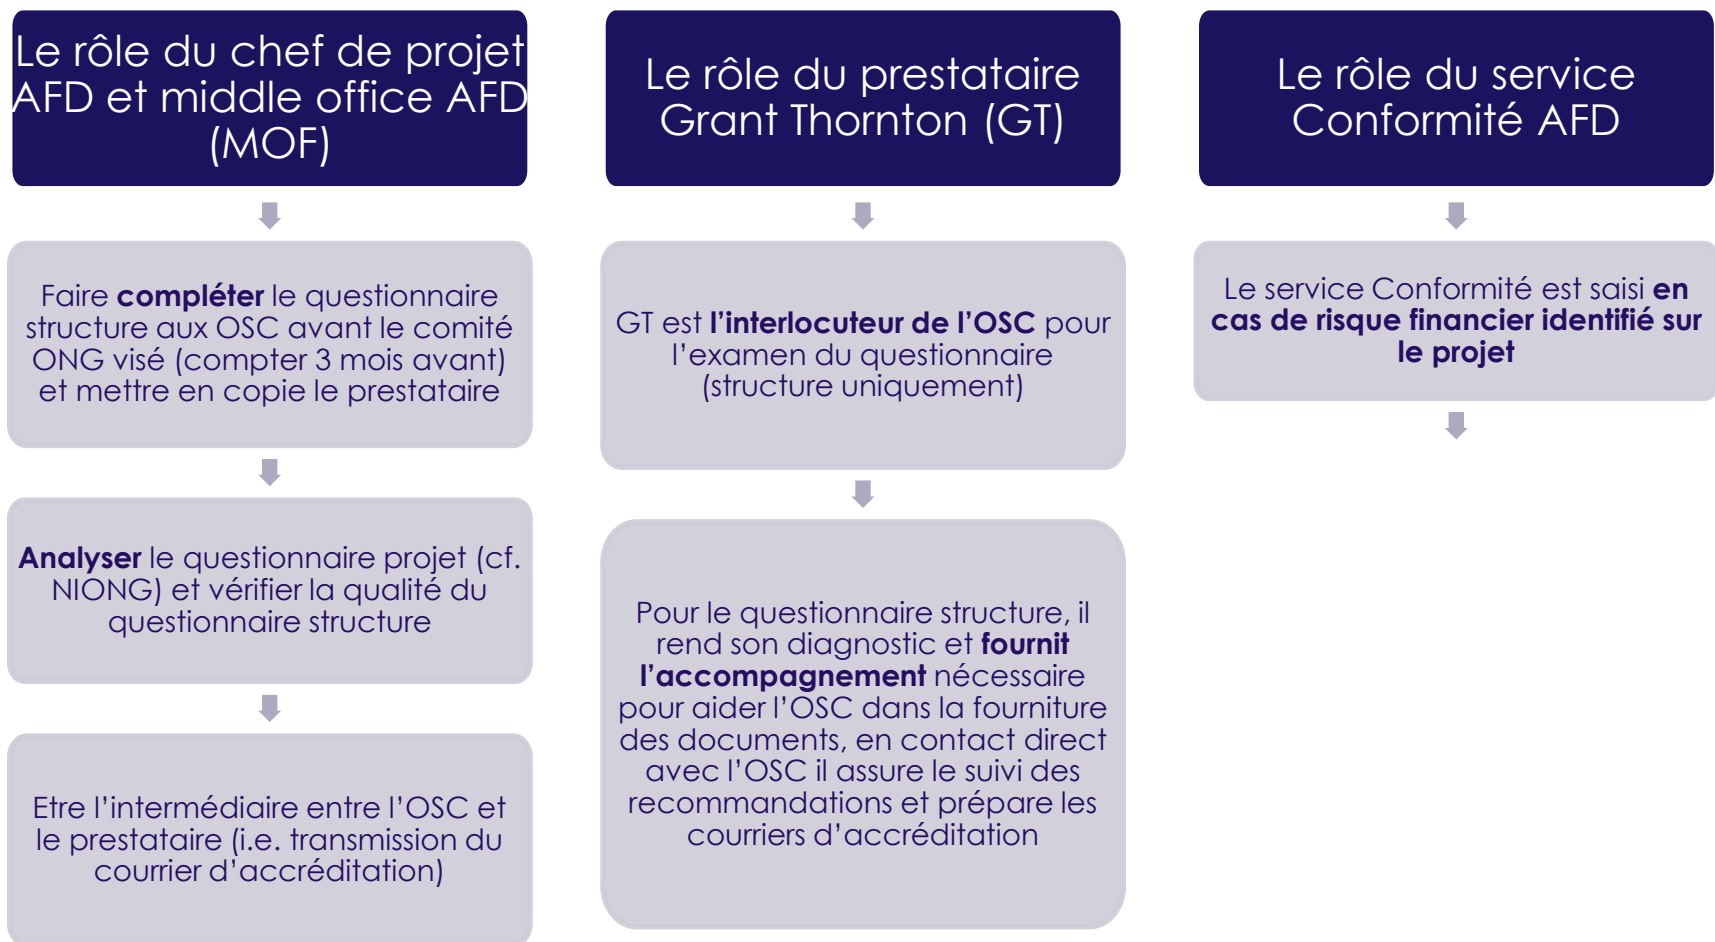 Le rôle du chef de projet
AFD et middle office AFD
(MOF)
Faire compléter le questionnaire
structure aux OSC avant le comité
ONG visé (compter 3 mois avant)
et mettre en copie le prestataire
Analyser le questionnaire projet (cf.
NIONG) et vérifier la qualité du
questionnaire structure
Etre l’intermédiaire entre l’OSC et
le prestataire (i.e. transmission du
courrier d’accréditation)
Le rôle du prestataire
Grant Thornton (GT)
GT est l’interlocuteur de l’OSC pour
l’examen du questionnaire
(structure uniquement)
Pour le questionnaire structure, il
rend son diagnostic et fournit
l’accompagnement nécessaire
pour aider l’OSC dans la fourniture
des documents, en contact direct
avec l’OSC il assure le suivi des
recommandations et prépare les
courriers d’accréditation
Le rôle du service
Conformité AFD
Le service Conformité est saisi en
cas de risque financier identifié sur
le projet